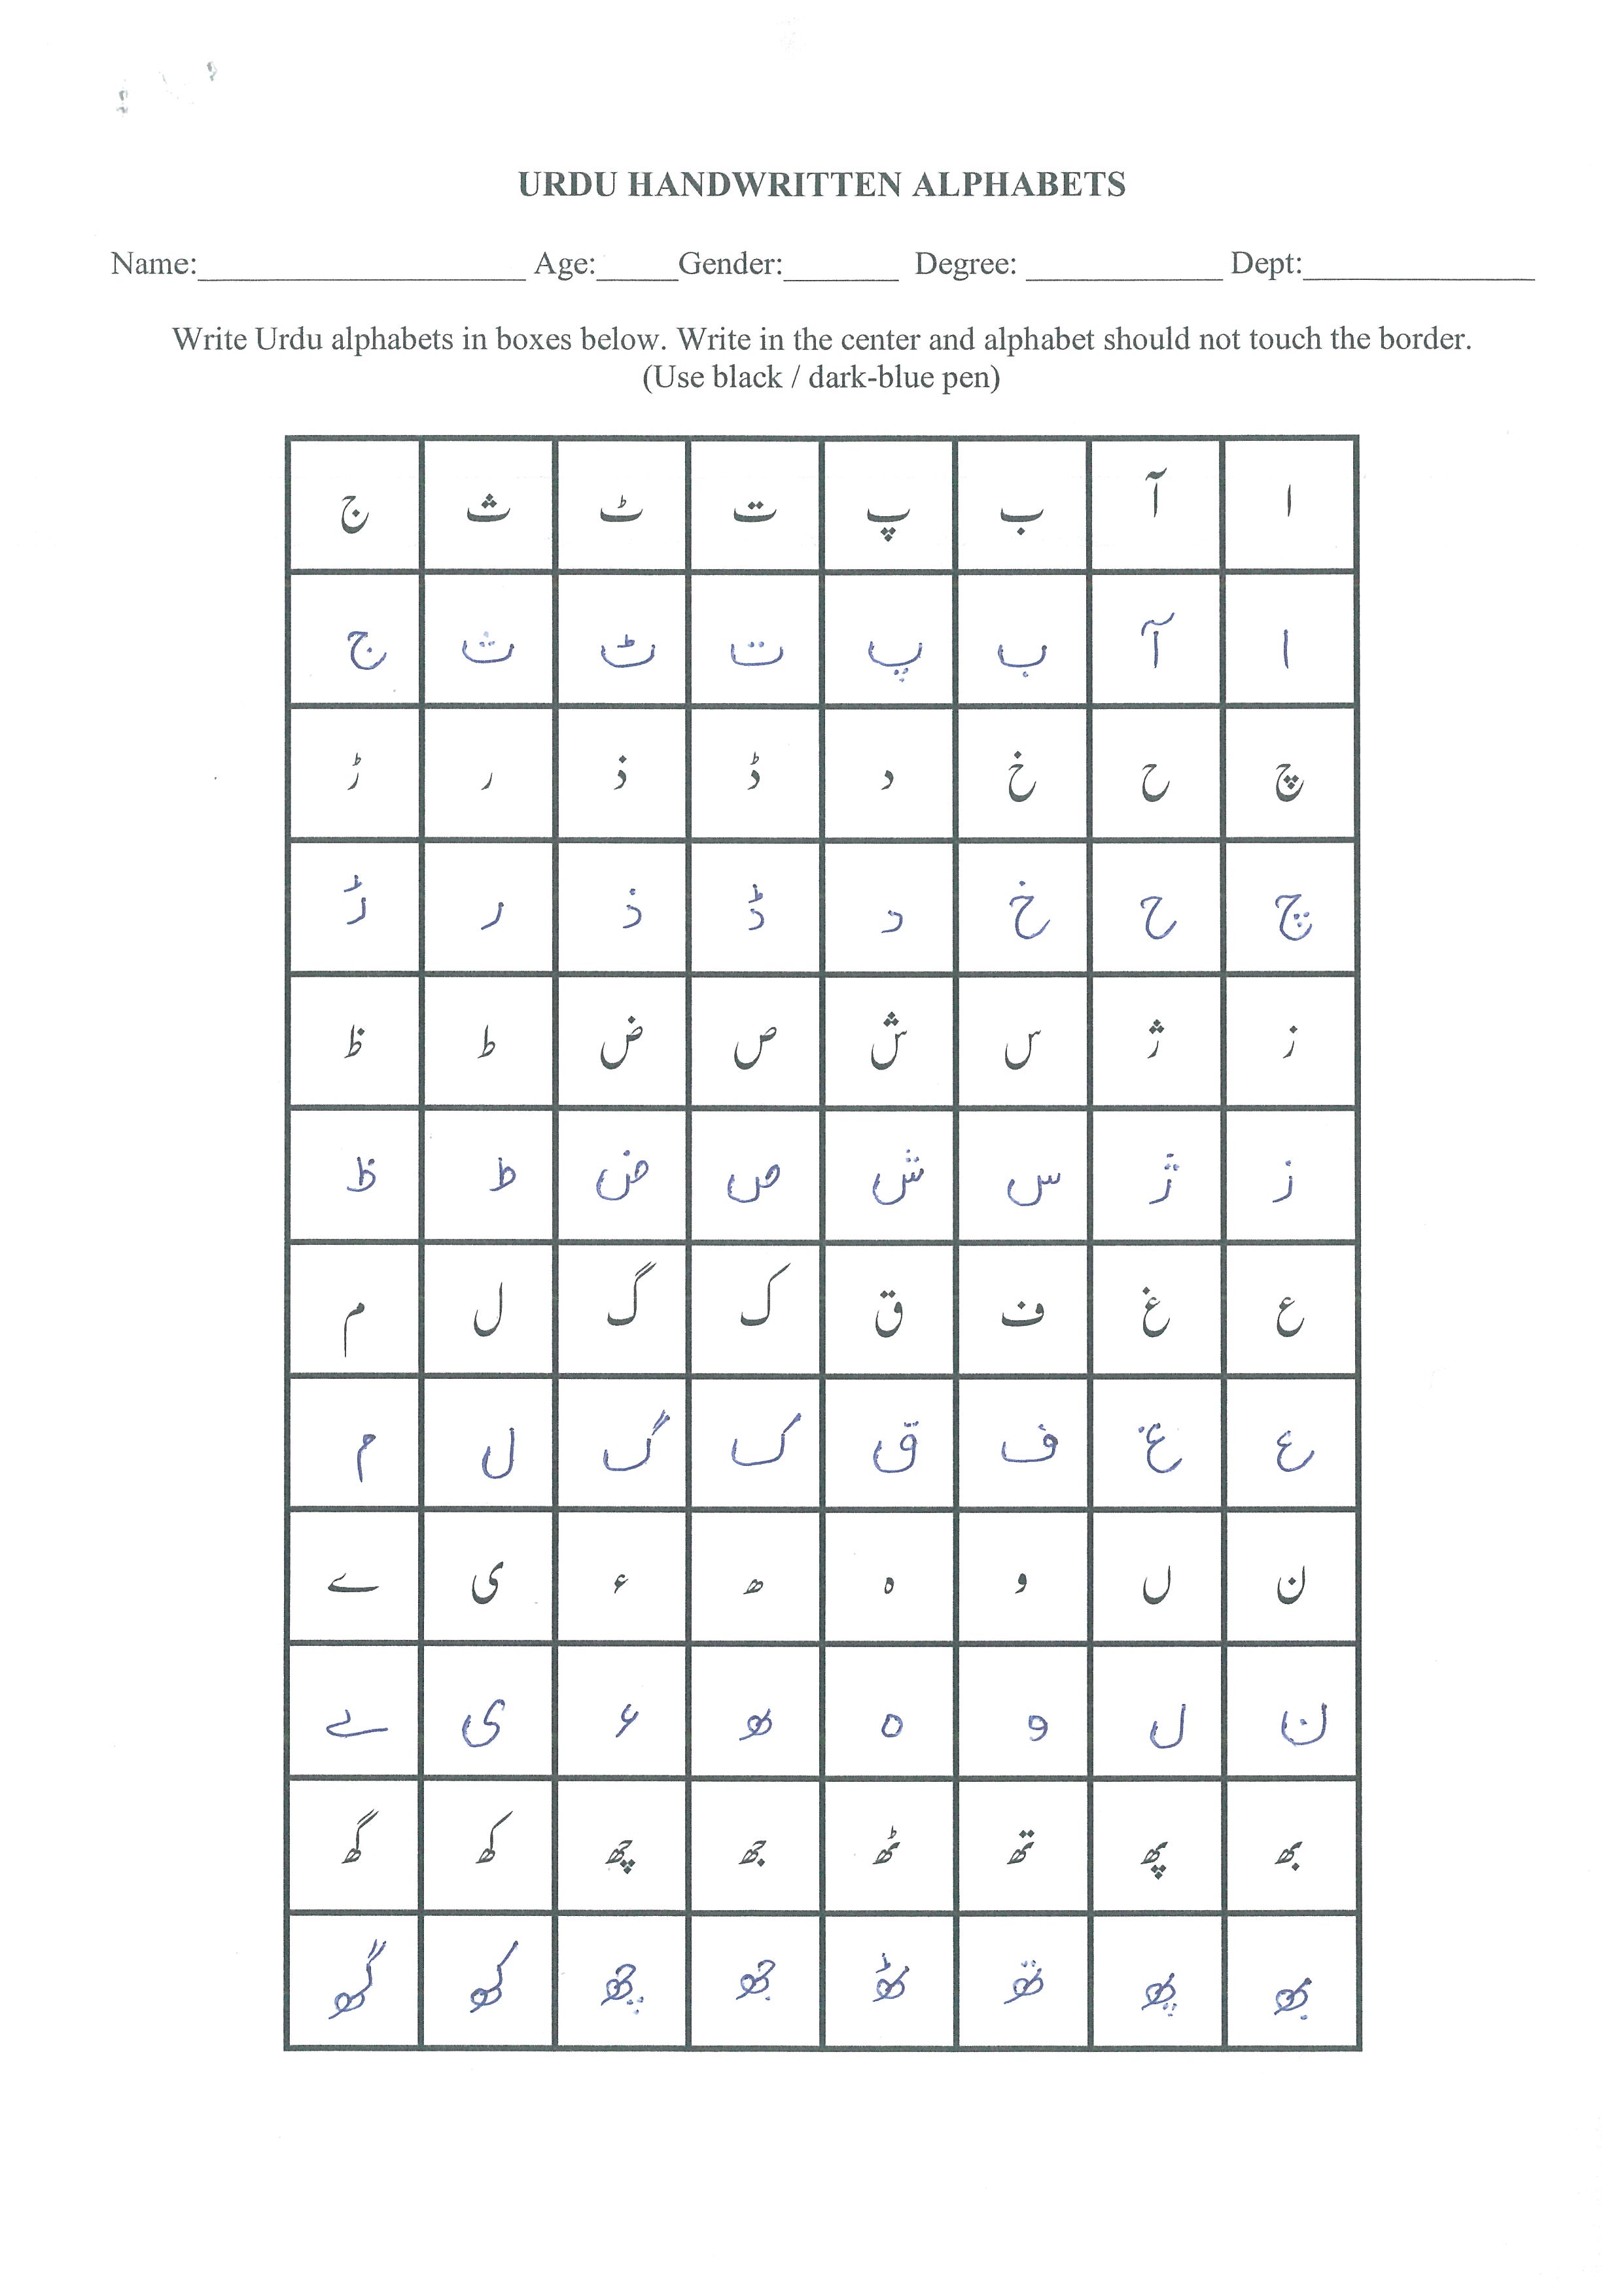 URDU HANDWRITTEN ALPHABETS
Name:____________________ Age:_____Gender:_______ Degree: ____________ Dept:______________
Write Urdu alphabets in boxes below. Write in the center and alphabet should not touch the border.
(Use black / dark-blue pen)
ا آ ب پ ت ٹ ث ج
ا آ ب پ ت ٹ ث ج
چ ح خ د ڈ ذ ر ڑ
چ ح خ د ڈ ذ ر ڑ
ز ژ س ش ص ض ط ظ
ز ژ س ش ص ض ط ظ
ع غ ف ق ک گ ل م
ع غ ف ق ک گ ل م
ن ں و ہ ھ ء ی ے
ن ں و ہ ھ ء ی ے
بھ پھ تھ ٹھ جھ چھ کھ گھ
بھ پھ تھ ٹھ جھ چھ کھ گھ